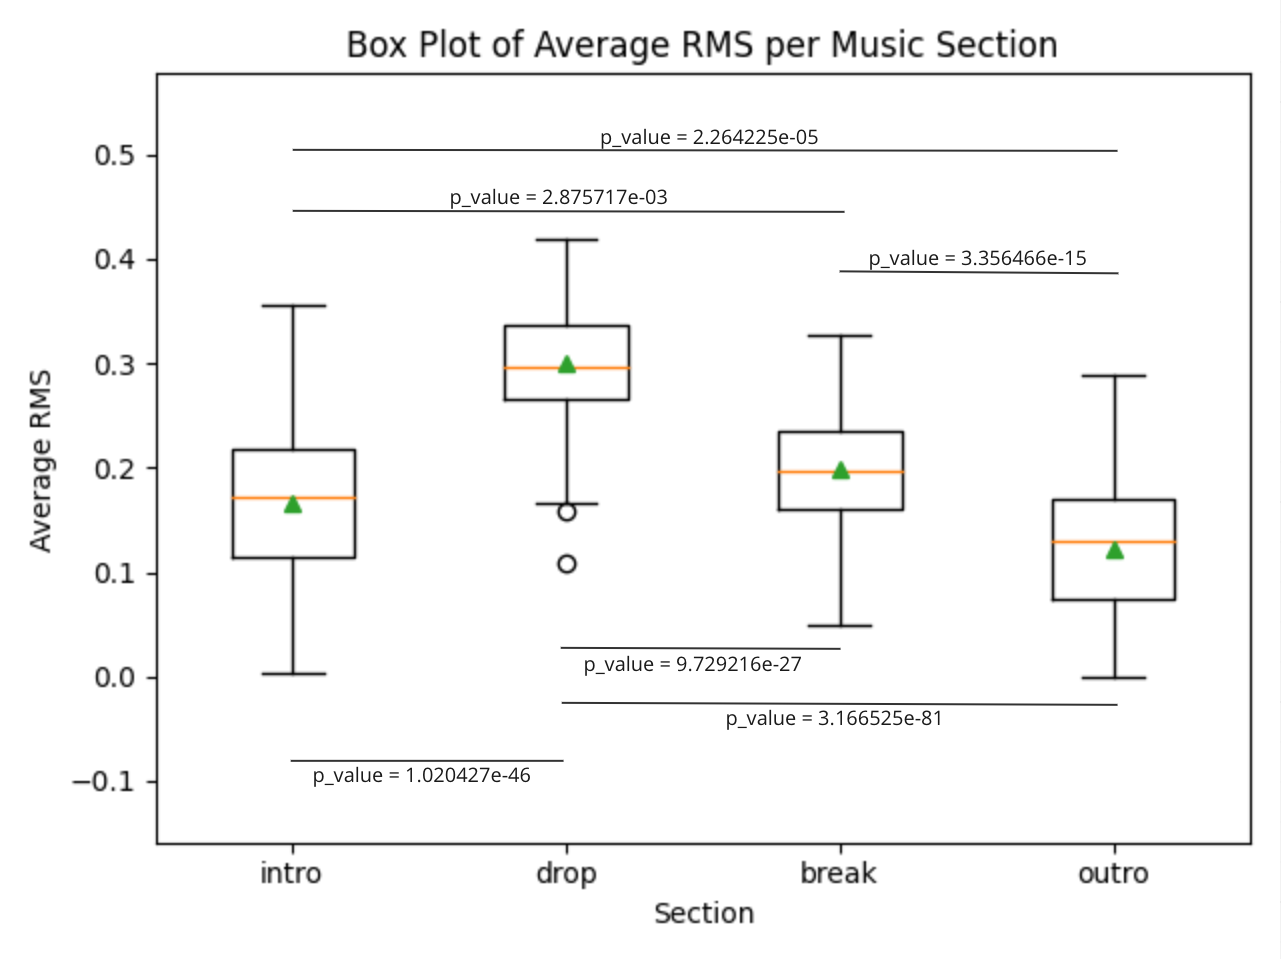 Box Plot of Average RMS per Music Section
p_value = 2.264225e-05
0.5
p_value = 2.875717e-03
0.4
p_value = 3.356466e-15
0.3
Average RMS
0.2
0.1
p_value = 9.729216e-27
0.0
p_value = 3.166525e-81
p_value = 1.020427e-46
−0.1
intro drop break outro
Section